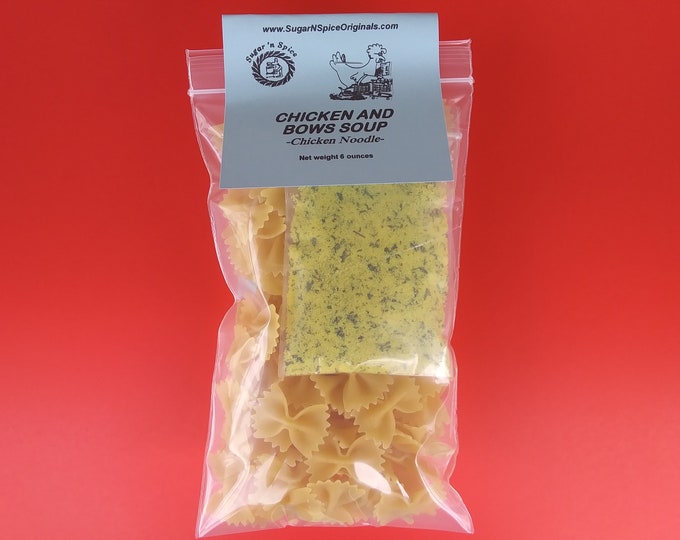 www.SugarNSpiceOriginals.com
Sugar 'n Spice
CHICKEN AND
BOWS SOUP
-Chicken Noodle-
Net weight 6 ounces